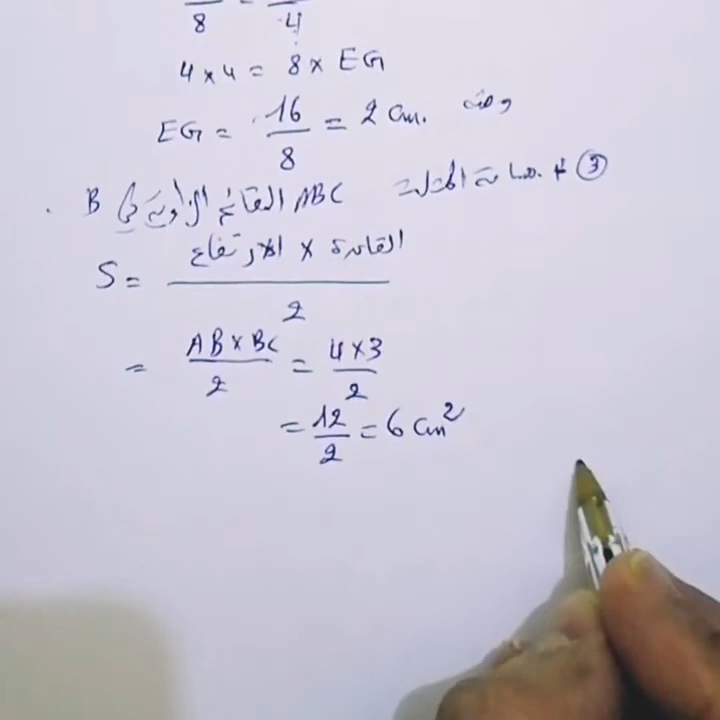 8 4
4 x 4 = 8 x EG
EG = 16/8 = 2 cm. ومنه
③ * مساحة المثلث ABC القائم الزاوية في B
S = القاعدة x الارتفاع / 2
= AB x BC / 2 = 4 x 3 / 2
= 12/2 = 6 cm²